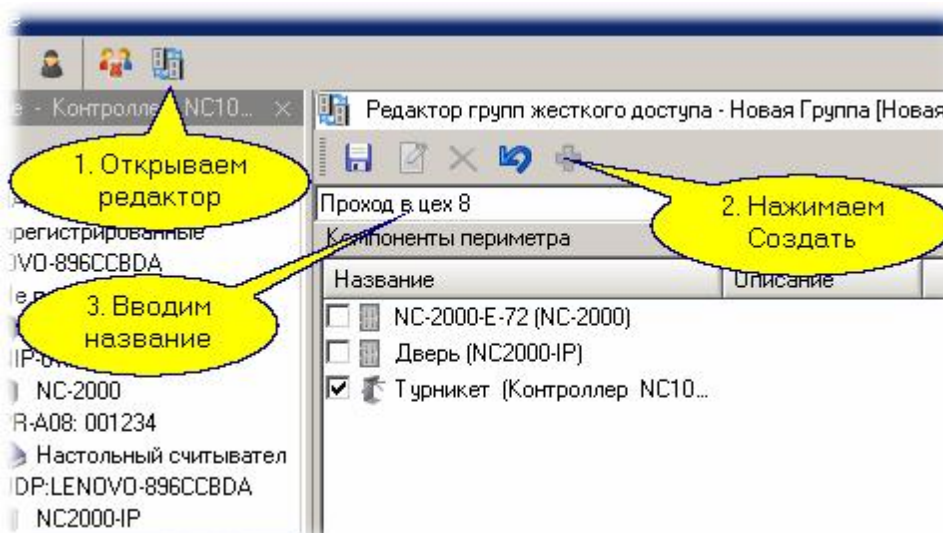 - Контроллер NC10...
Редактор групп жесткого доступа - Новая Группа [Новая
1. Открываем
редактор
Проход в цех 8
2. Нажимаем
Создать
Компоненты периметра
VO-896CCBDA
Название
Описание
3. Вводим
название
NC-2000-E-72 (NC-2000)
Дверь (NC2000-IP)
NC-2000
Турникет (Контроллер NC10...
R-A08: 001234
Настольный считывател
DP:LENOVO-896CCBDA
NC2000-IP